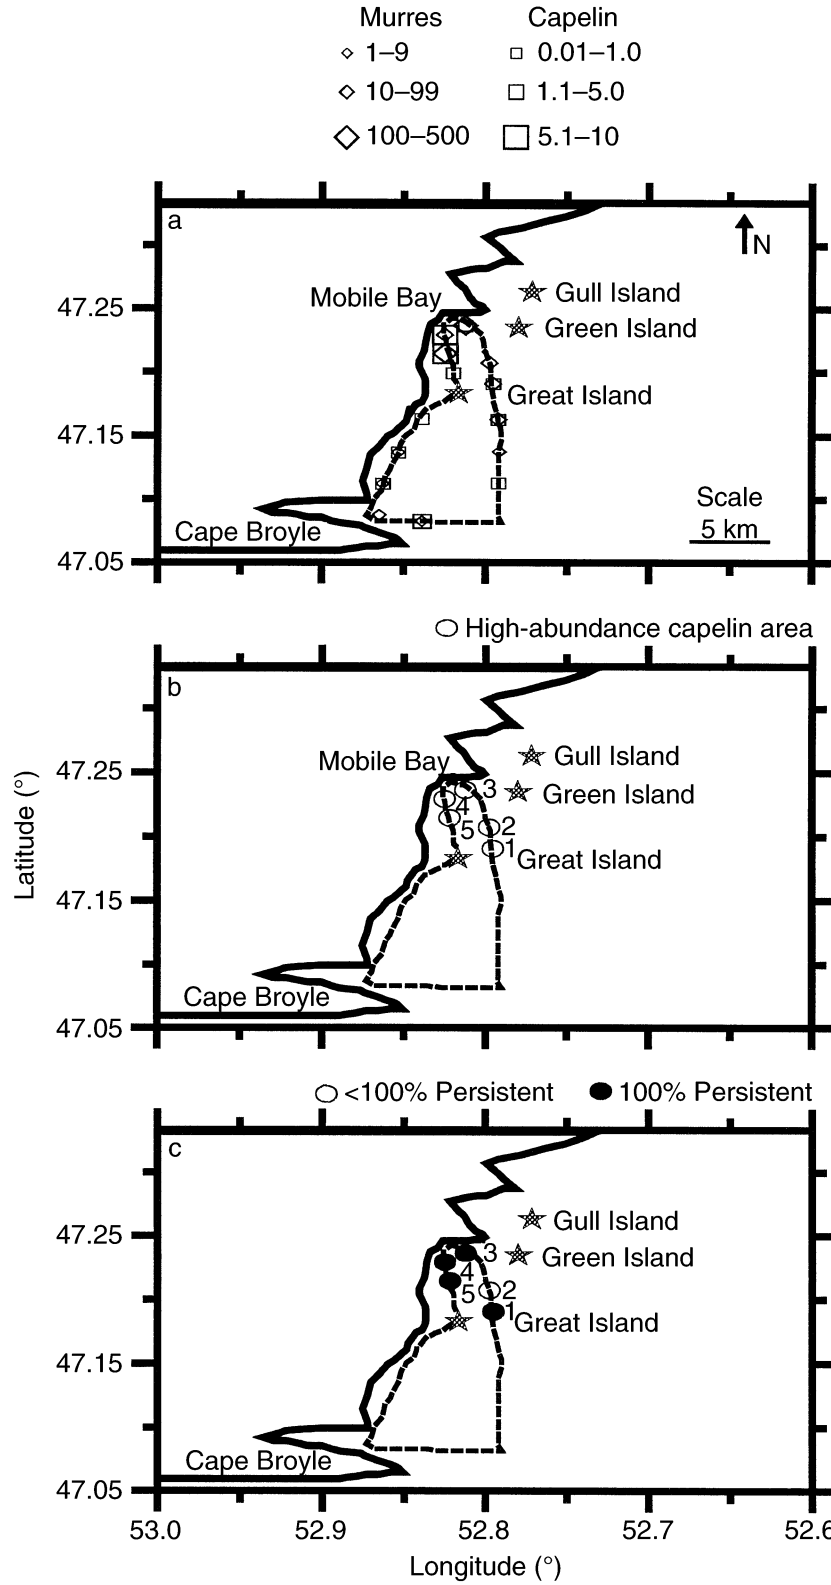 Murres Capelin
1–9 0.01–1.0
10–99 1.1–5.0
100–500 5.1–10
a
N
Gull Island
Mobile Bay
47.25
Green Island
Great Island
47.15
Scale
5 km
Cape Broyle
47.05
High-abundance capelin area
b
Gull Island
Mobile Bay
47.25
3
Green Island
4
2
5
1
Great Island
47.15
Latitude (°)
Cape Broyle
47.05
<100% Persistent 100% Persistent
c
Gull Island
47.25
3
Green Island
4
2
5
1
Great Island
47.15
Cape Broyle
47.05
53.0 52.9 52.8 52.7 52.6
Longitude (°)